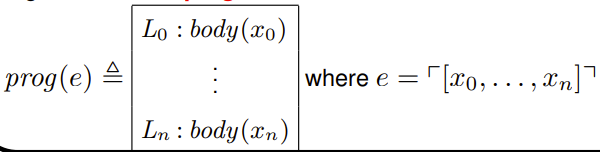 L₀ : body(x₀)
prog(e) ≜ ⋮ where e = ⌜[x₀, . . . , xₙ]⌝
Lₙ : body(xₙ)